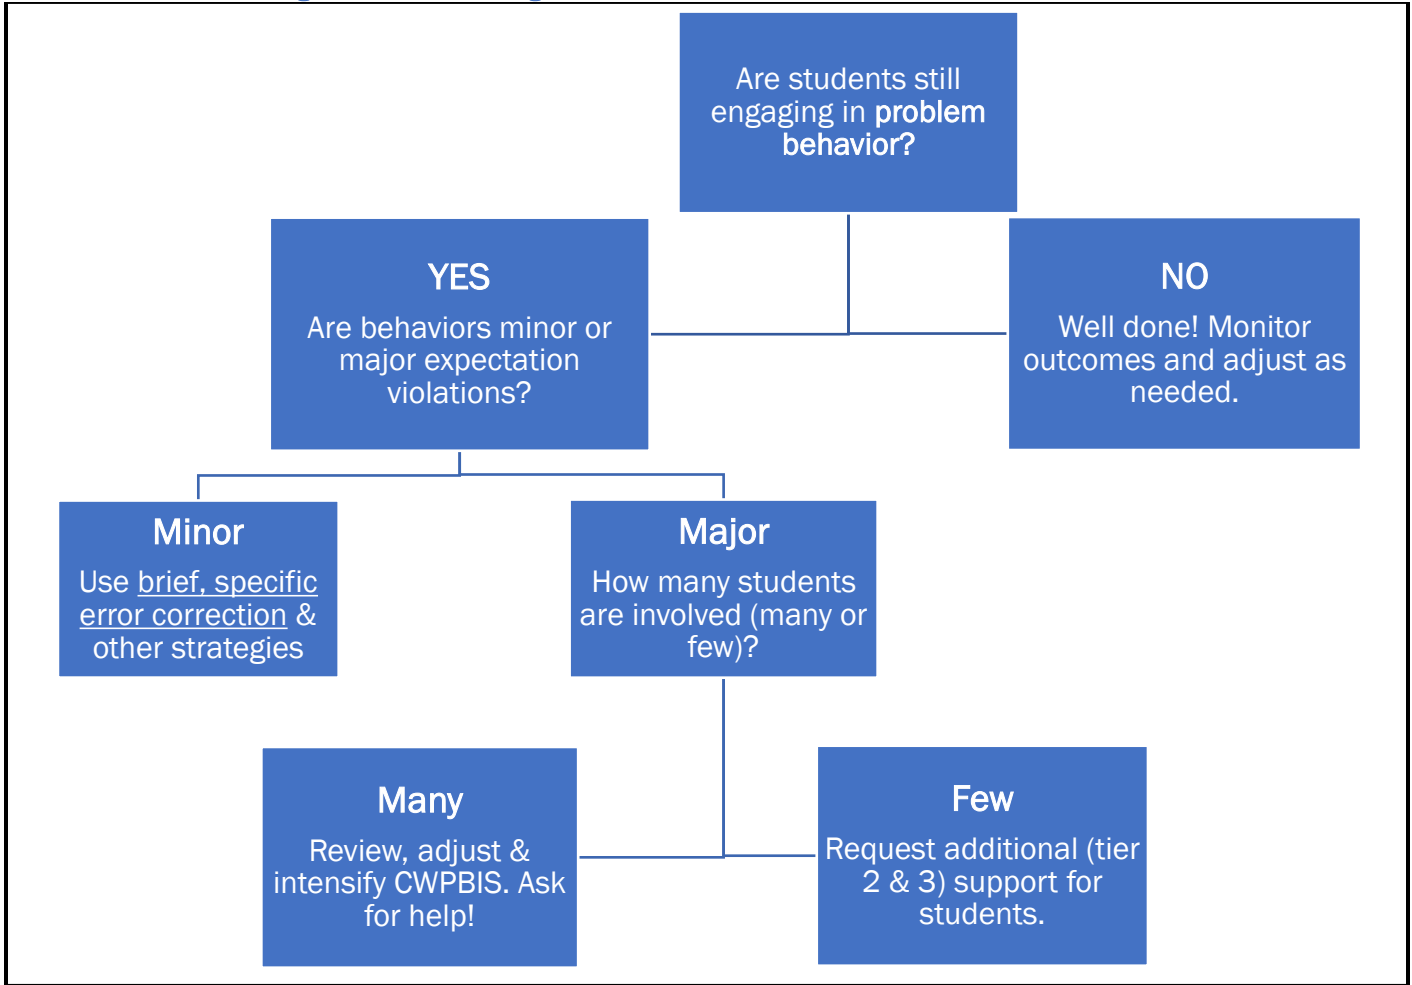 Are students still
engaging in problem
behavior?
YES
Are behaviors minor or
major expectation
violations?
NO
Well done! Monitor
outcomes and adjust as
needed.
Minor
Use brief, specific
error correction &
other strategies
Major
How many students
are involved (many or
few)?
Many
Review, adjust &
intensify CWPBIS. Ask
for help!
Few
Request additional (tier
2 & 3) support for
students.